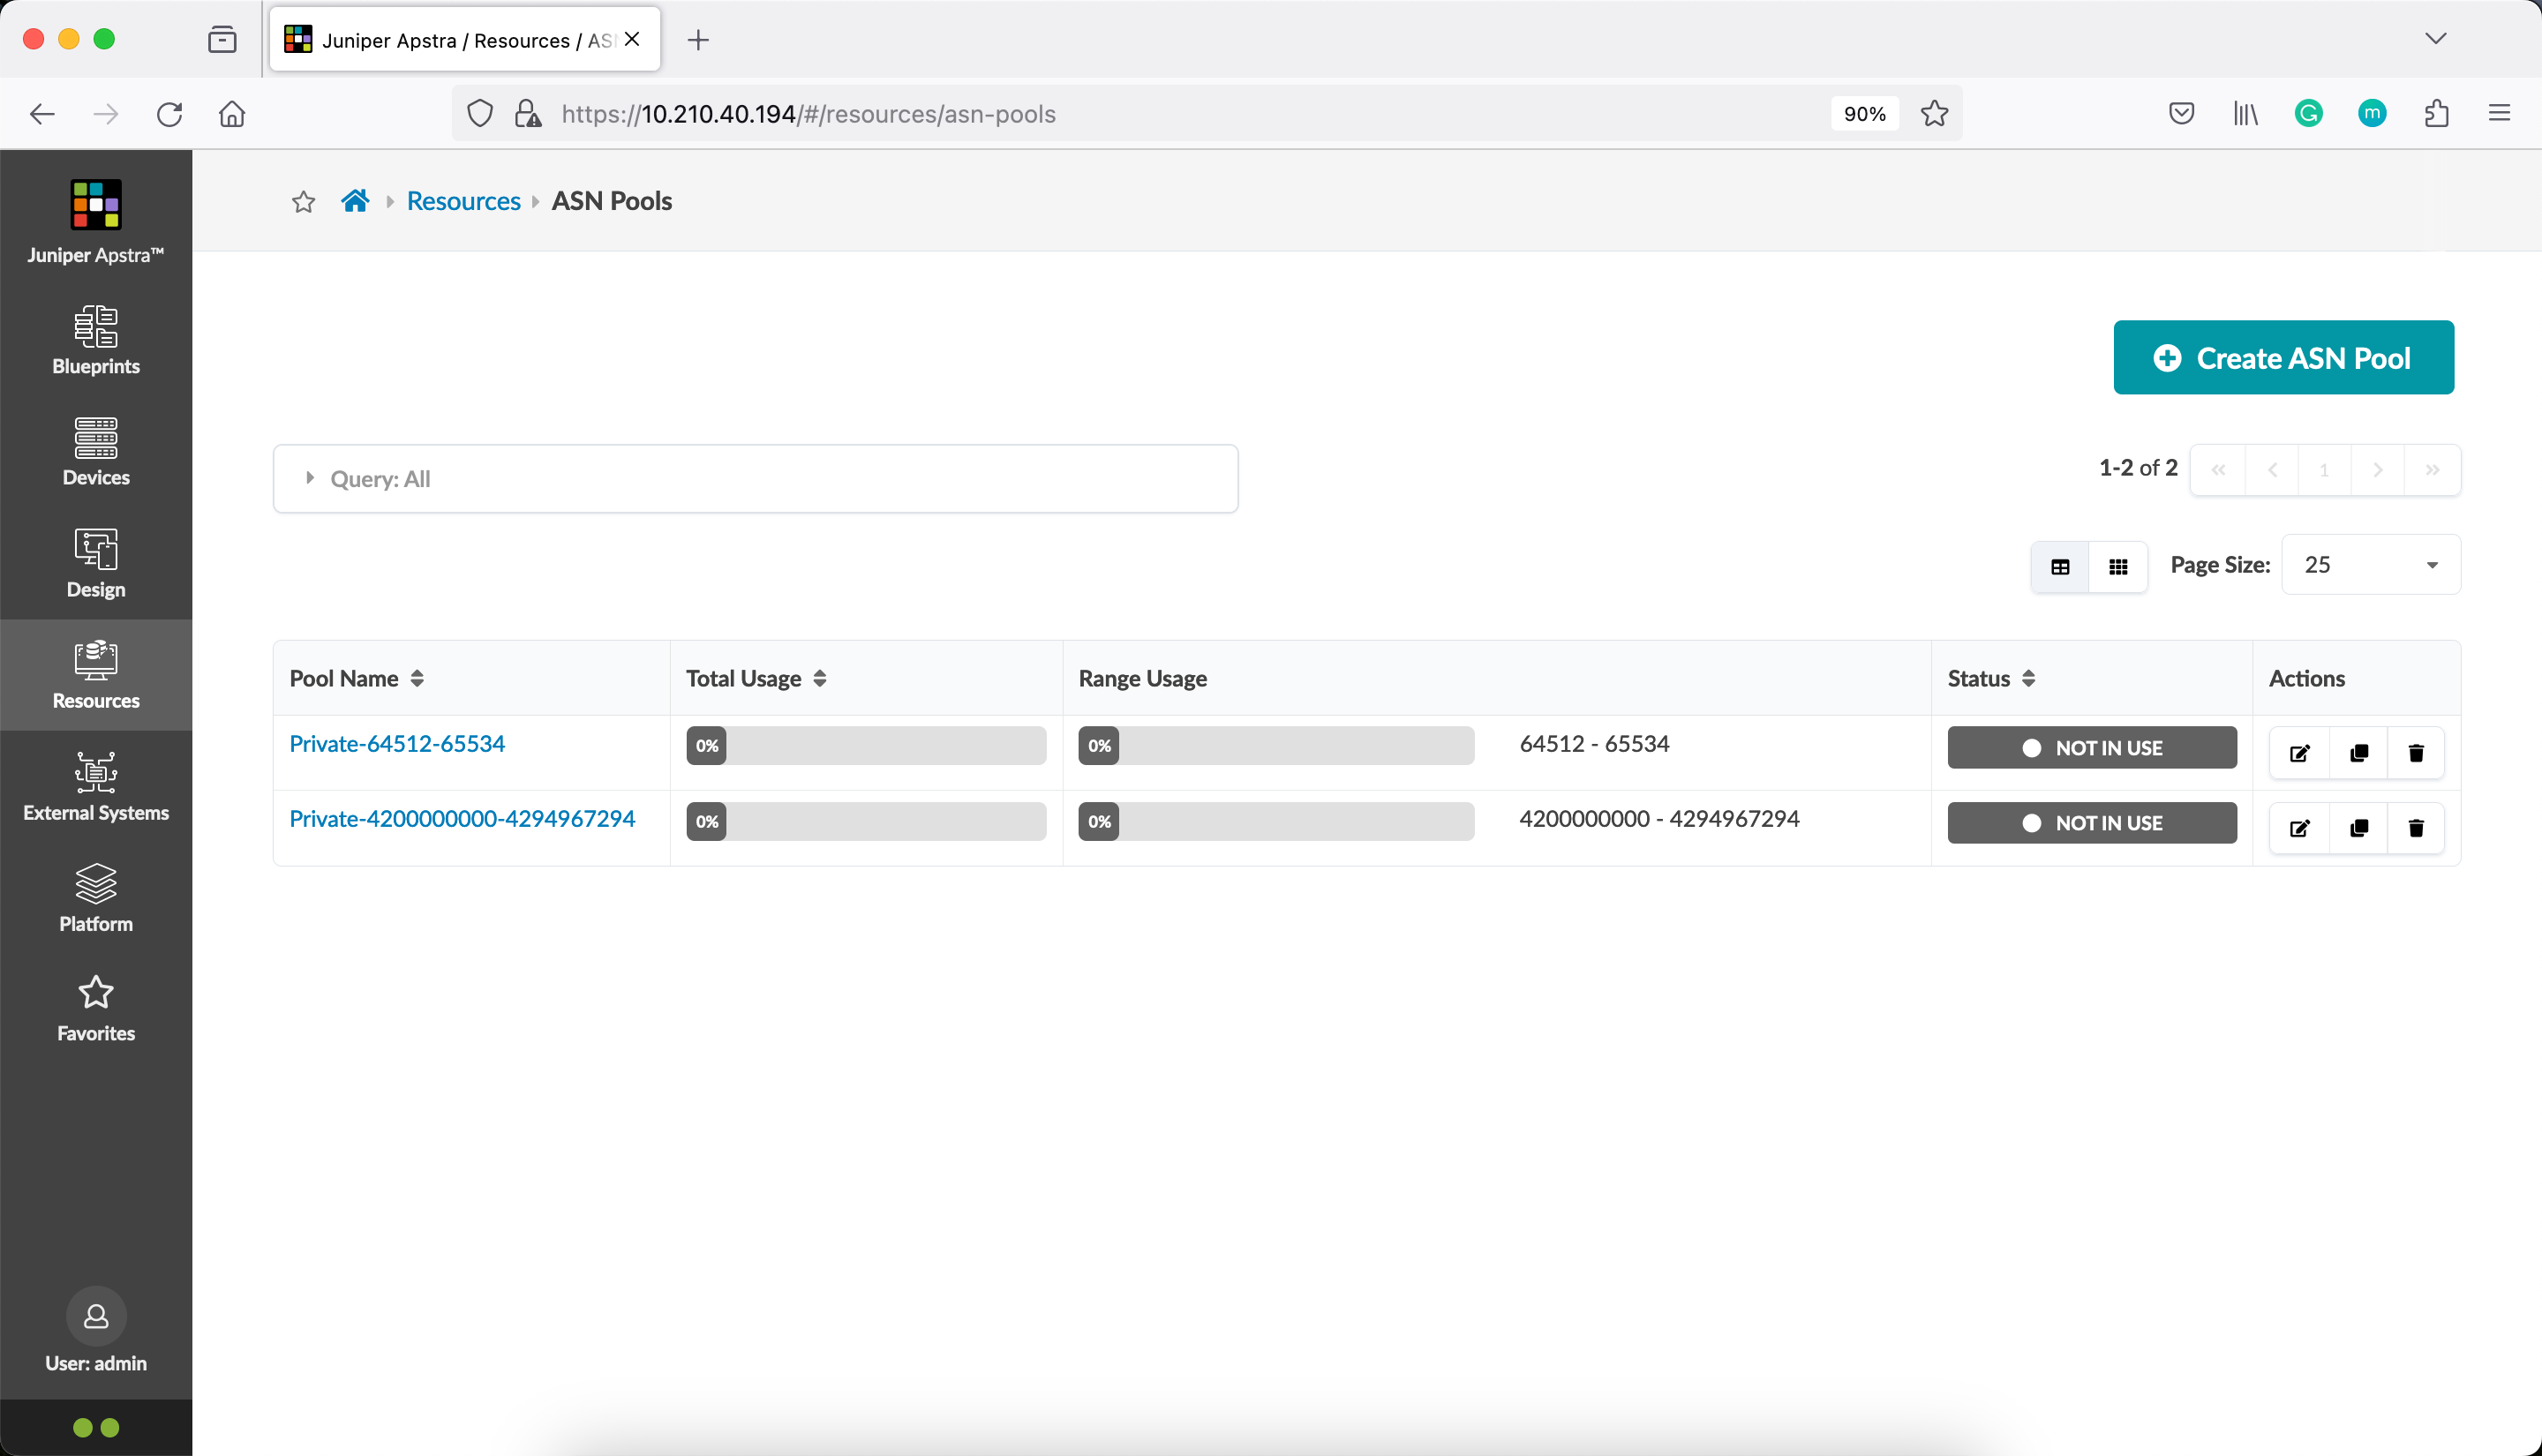 Juniper Apstra / Resources / AS
https://10.210.40.194/#/resources/asn-pools
90%
Juniper Apstra™
Blueprints
Devices
Design
Resources
External Systems
Platform
Favorites
User: admin
Resources
ASN Pools
Create ASN Pool
Query: All
1-2 of 2
« ‹ 1 › »
Page Size: 25
Pool Name Total Usage Range Usage Status Actions
Private-64512-65534 0% 0% 64512 - 65534 NOT IN USE
Private-4200000000-4294967294 0% 0% 4200000000 - 4294967294 NOT IN USE